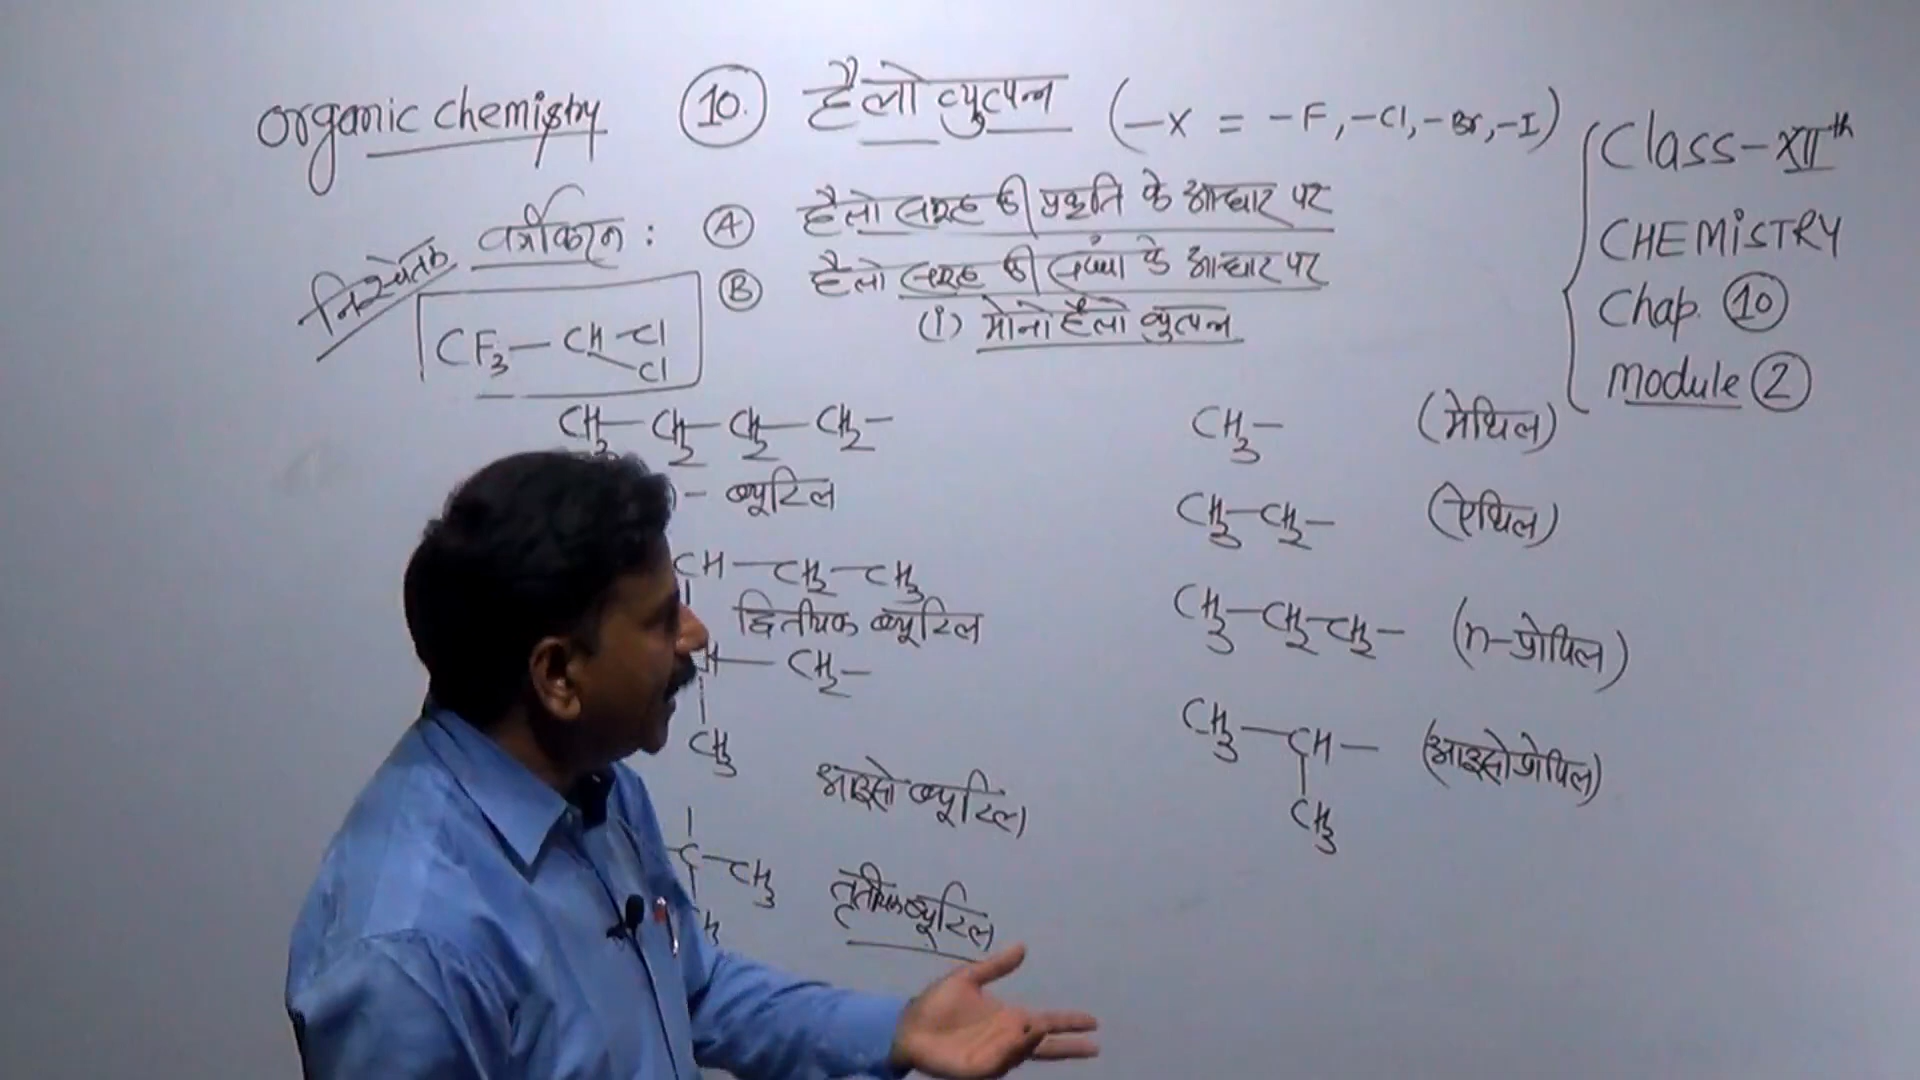 organic chemistry 10. हैलो व्युत्पन्न (-X = -F, -Cl, -Br, -I)
Class-XIIth
CHEMiSTRY
Chap. 10
Module 2
वर्गीकरण : A हैलो समूह की प्रकृति के आधार पर
B हैलो समूह की संख्या के आधार पर
(i) मोनो हैलो व्युत्पन्न
निश्चेतक
CF3-CH-Cl
Cl
CH3-CH2-CH2-CH2-
- ब्यूटिल
CH-CH2-CH3
द्वितीयक ब्यूटिल
CH2-
CH3
आइसो ब्यूटिल
C-CH3
तृतीयक ब्यूटिल
CH3- (मेथिल)
CH3-CH2- (ऐथिल)
CH3-CH2-CH2- (n-प्रोपिल)
CH3-CH- (आइसोप्रोपिल)
CH3